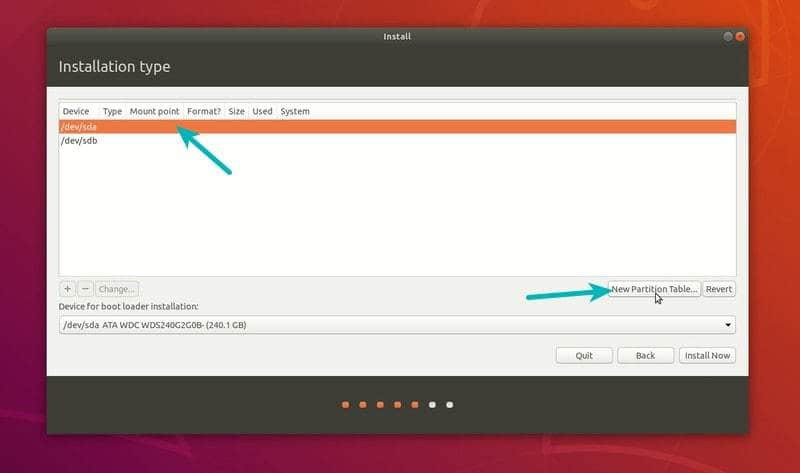 Install
Installation type
Device Type Mount point Format? Size Used System
/dev/sda
/dev/sdb
+ − Change... New Partition Table... Revert
Device for boot loader installation:
/dev/sda ATA WDC WDS240G2G0B- (240.1 GB)
Quit Back Install Now